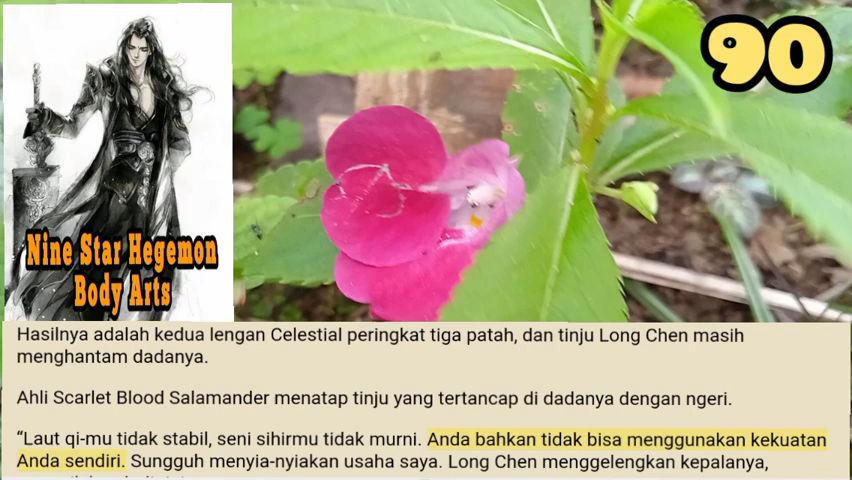 90
Nine Star Hegemon
Body Arts
Hasilnya adalah kedua lengan Celestial peringkat tiga patah, dan tinju Long Chen masih
menghantam dadanya.
Ahli Scarlet Blood Salamander menatap tinju yang tertancap di dadanya dengan ngeri.
“Laut qi-mu tidak stabil, seni sihirmu tidak murni. Anda bahkan tidak bisa menggunakan kekuatan
Anda sendiri. Sungguh menyia-nyiakan usaha saya. Long Chen menggelengkan kepalanya,